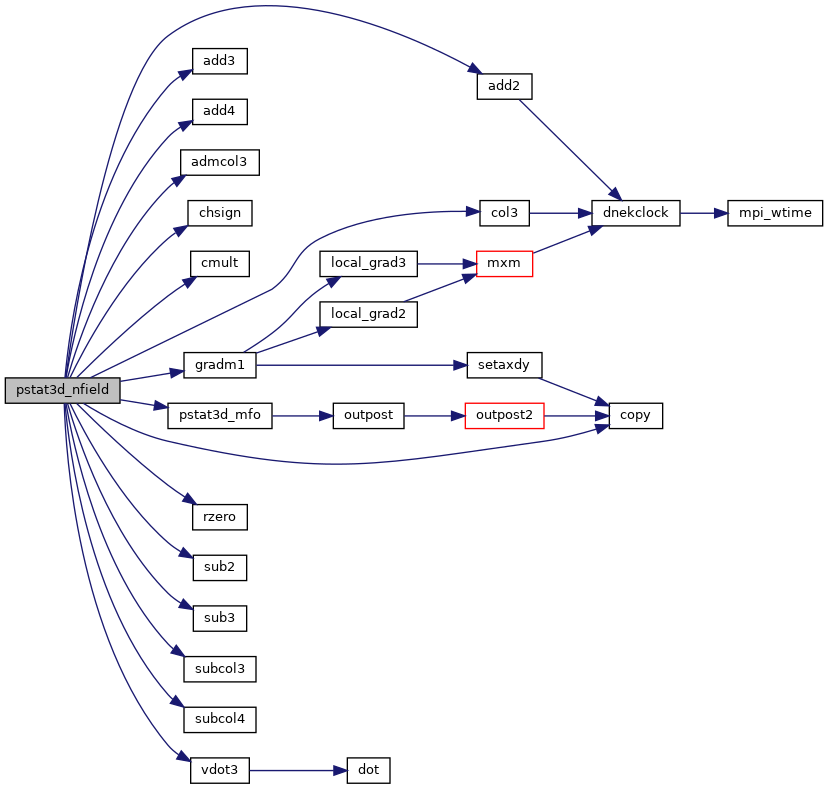 add3
add2
add4
admcol3
chsign
col3
dnekclock
mpi_wtime
cmult
local_grad3
mxm
local_grad2
gradm1
setaxdy
pstat3d_nfield
pstat3d_mfo
outpost
outpost2
copy
rzero
sub2
sub3
subcol3
subcol4
vdot3
dot